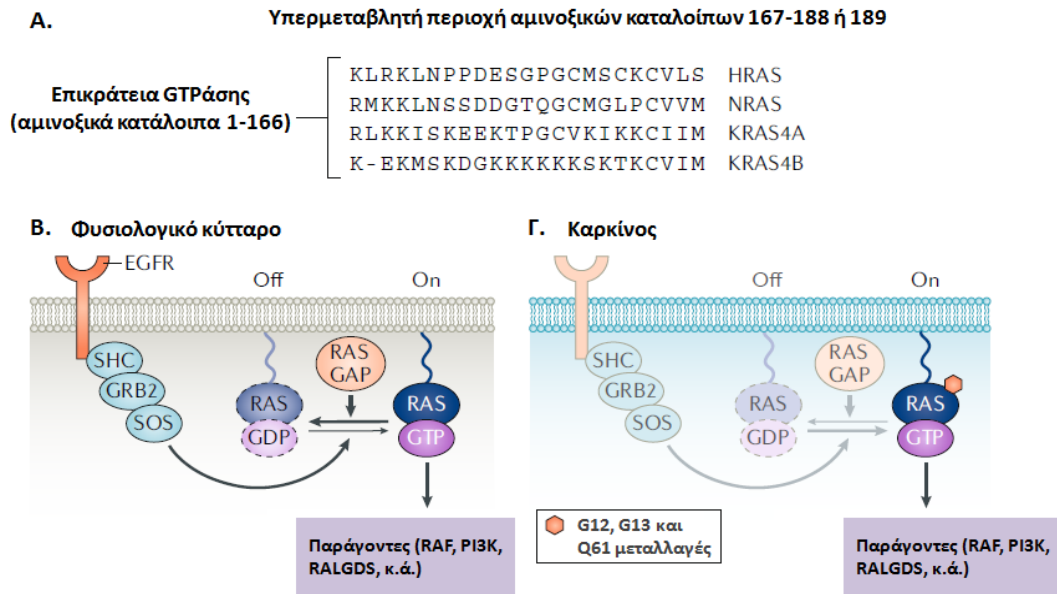 Α.
Υπερμεταβλητή περιοχή αμινοξικών καταλοίπων 167-188 ή 189
Επικράτεια GTPάσης
(αμινοξικά κατάλοιπα 1-166)
KLRKLNPPDESGPGCMSCKCVLS HRAS
RMKKLNSSDDGTQGCMGLPCVVM NRAS
RLKKISKEEKTPGCVKIKKCIIM KRAS4A
K-EKMSKDGKKKKKKSKTKCVIM KRAS4B
Β. Φυσιολογικό κύτταρο
EGFR
Off
On
SHC
GRB2
SOS
RAS
GAP
RAS
GDP
RAS
GTP
Παράγοντες (RAF, PI3K,
RALGDS, κ.ά.)
Γ. Καρκίνος
Off
On
SHC
GRB2
SOS
RAS
GAP
RAS
GDP
RAS
GTP
G12, G13 και
Q61 μεταλλαγές
Παράγοντες (RAF, PI3K,
RALGDS, κ.ά.)